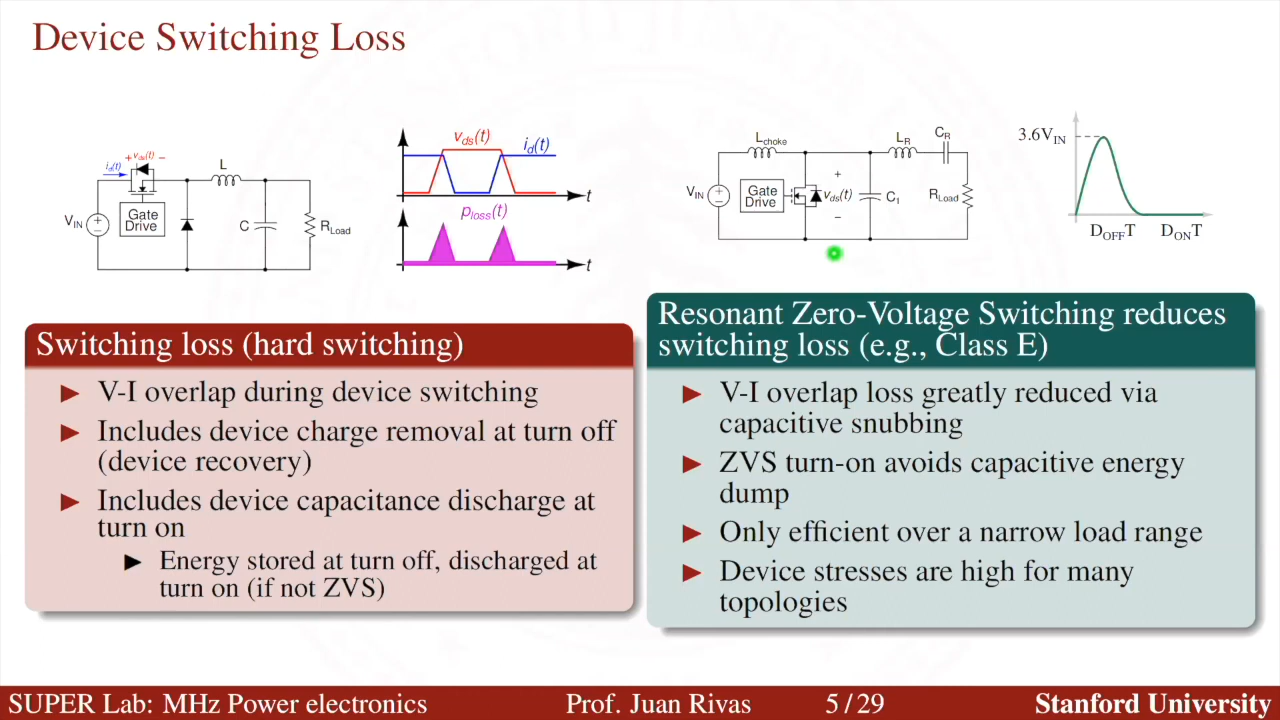 Device Switching Loss
i_d(t)
+ v_ds(t) −
L
V_IN
+
−
Gate
Drive
C
R_Load
v_ds(t)
i_d(t)
t
p_loss(t)
t
L_choke
L_R
C_R
V_IN
+
−
Gate
Drive
+
v_ds(t)
−
C_1
R_Load
3.6V_IN
D_OFFT
D_ONT
Switching loss (hard switching)
V-I overlap during device switching
Includes device charge removal at turn off
(device recovery)
Includes device capacitance discharge at
turn on
Energy stored at turn off, discharged at
turn on (if not ZVS)
Resonant Zero-Voltage Switching reduces
switching loss (e.g., Class E)
V-I overlap loss greatly reduced via
capacitive snubbing
ZVS turn-on avoids capacitive energy
dump
Only efficient over a narrow load range
Device stresses are high for many
topologies
SUPER Lab: MHz Power electronics Prof. Juan Rivas 5 / 29 Stanford University